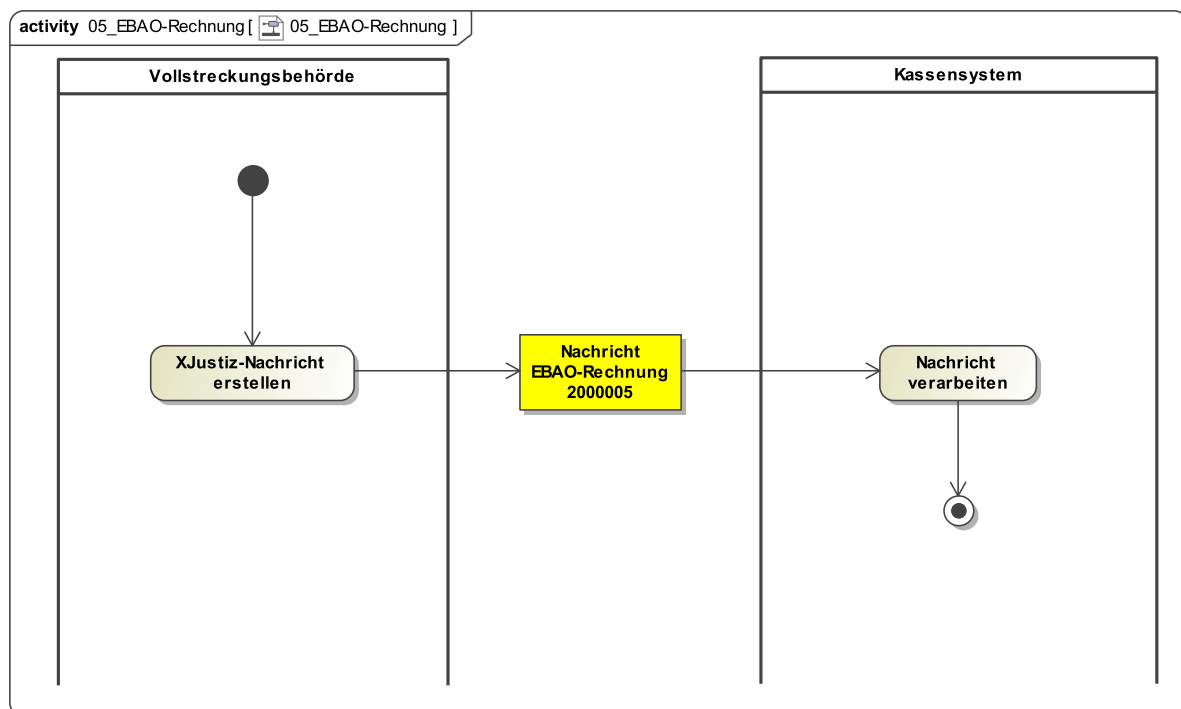 activity 05_EBAO-Rechnung [ 05_EBAO-Rechnung ]
Vollstreckungsbehörde
Kassensystem
XJustiz-Nachricht
erstellen
Nachricht
EBAO-Rechnung
2000005
Nachricht
verarbeiten